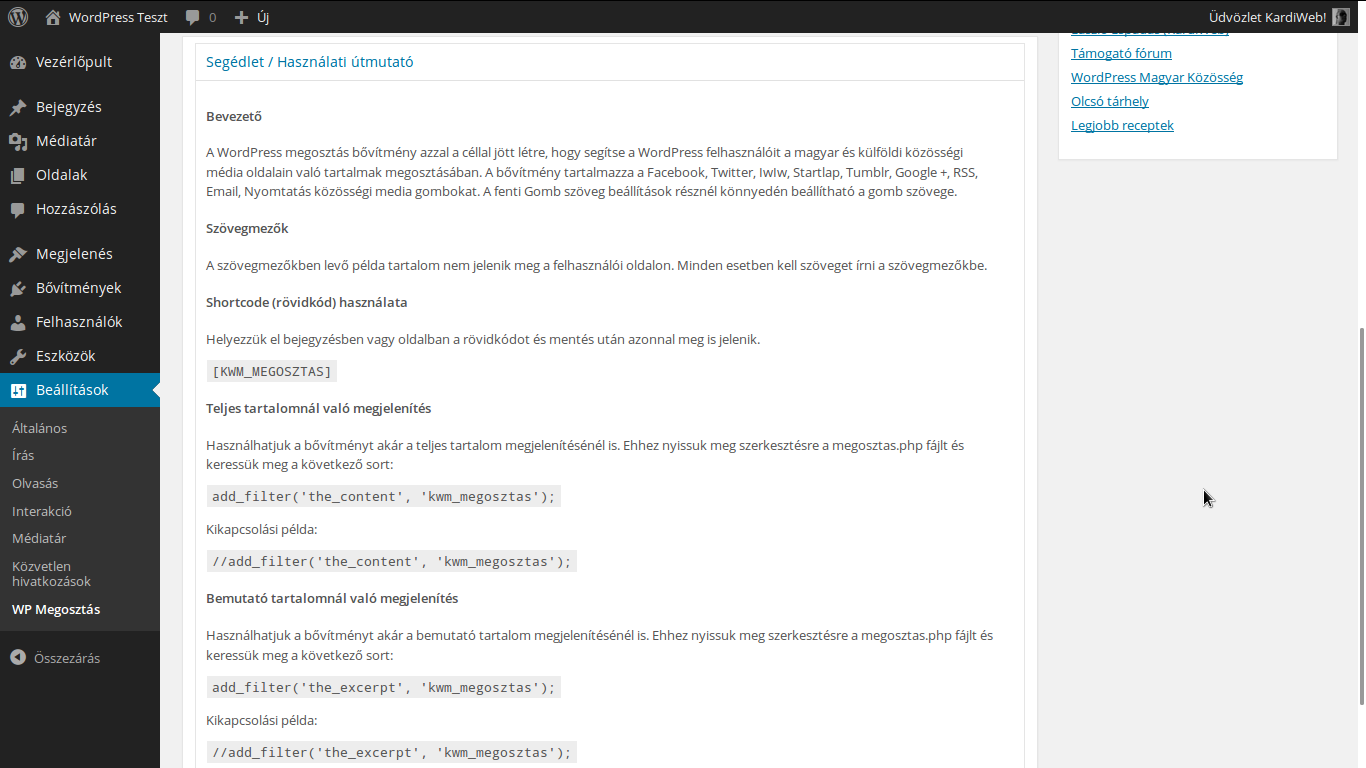 WordPress Teszt
0
Új
Üdvözlet KardiWeb!
Vezérlőpult
Bejegyzés
Médiatár
Oldalak
Hozzászólás
Megjelenés
Bővítmények
Felhasználók
Eszközök
Beállítások
Általános
Írás
Olvasás
Interakció
Médiatár
Közvetlen
hivatkozások
WP Megosztás
Összezárás
Segédlet / Használati útmutató
Bevezető
A WordPress megosztás bővítmény azzal a céllal jött létre, hogy segítse a WordPress felhasználóit a magyar és külföldi közösségi
média oldalain való tartalmak megosztásában. A bővítmény tartalmazza a Facebook, Twitter, IwIw, Startlap, Tumblr, Google +, RSS,
Email, Nyomtatás közösségi media gombokat. A fenti Gomb szöveg beállítások résznél könnyedén beállítható a gomb szövege.
Szövegmezők
A szövegmezőkben levő példa tartalom nem jelenik meg a felhasználói oldalon. Minden esetben kell szöveget írni a szövegmezőkbe.
Shortcode (rövidkód) használata
Helyezzük el bejegyzésben vagy oldalban a rövidkódot és mentés után azonnal meg is jelenik.
[KWM_MEGOSZTAS]
Teljes tartalomnál való megjelenítés
Használhatjuk a bővítményt akár a teljes tartalom megjelenítésénél is. Ehhez nyissuk meg szerkesztésre a megosztas.php fájlt és
keressük meg a következő sort:
add_filter('the_content', 'kwm_megosztas');
Kikapcsolási példa:
//add_filter('the_content', 'kwm_megosztas');
Bemutató tartalomnál való megjelenítés
Használhatjuk a bővítményt akár a bemutató tartalom megjelenítésénél is. Ehhez nyissuk meg szerkesztésre a megosztas.php fájlt és
keressük meg a következő sort:
add_filter('the_excerpt', 'kwm_megosztas');
Kikapcsolási példa:
//add_filter('the_excerpt', 'kwm_megosztas');
Támogató fórum
WordPress Magyar Közösség
Olcsó tárhely
Legjobb receptek